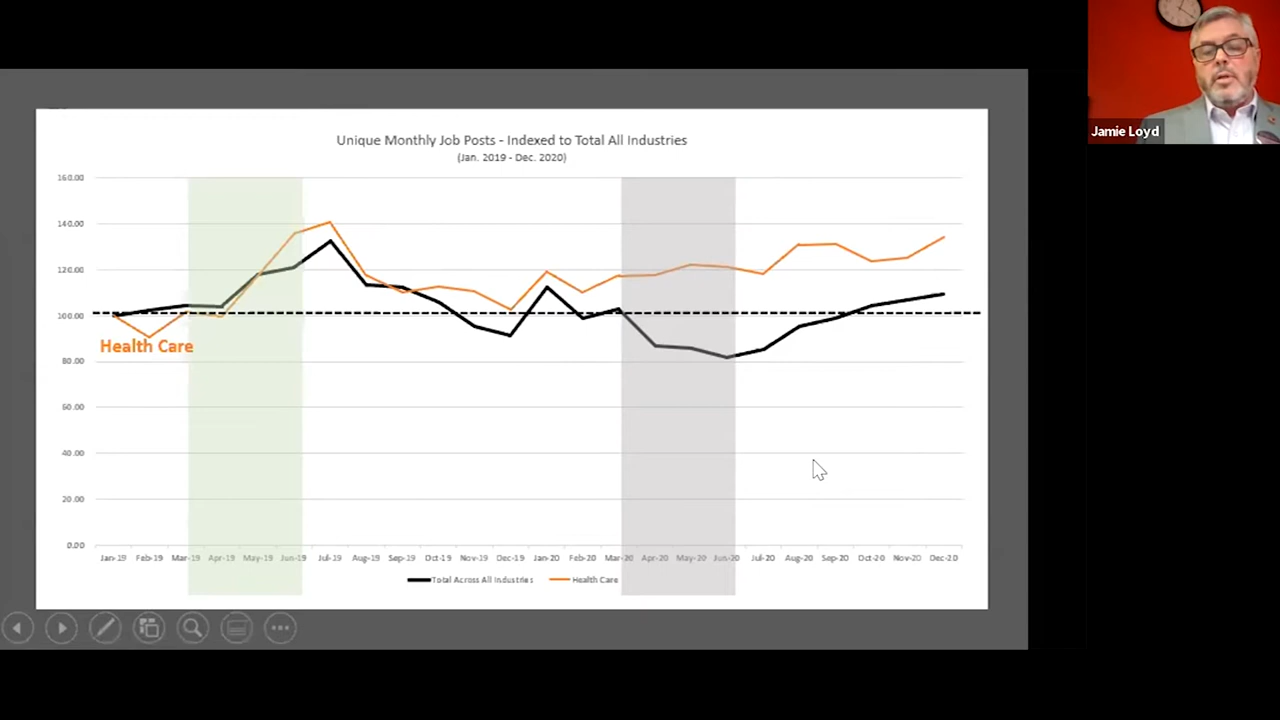 Jamie Loyd
Unique Monthly Job Posts - Indexed to Total All Industries
(Jan. 2019 - Dec. 2020)
160.00
140.00
120.00
100.00
80.00
60.00
40.00
20.00
0.00
Health Care
Jan-19 Feb-19 Mar-19 Apr-19 May-19 Jun-19 Jul-19 Aug-19 Sep-19 Oct-19 Nov-19 Dec-19 Jan-20 Feb-20 Mar-20 Apr-20 May-20 Jun-20 Jul-20 Aug-20 Sep-20 Oct-20 Nov-20 Dec-20
Total Across All Industries Health Care